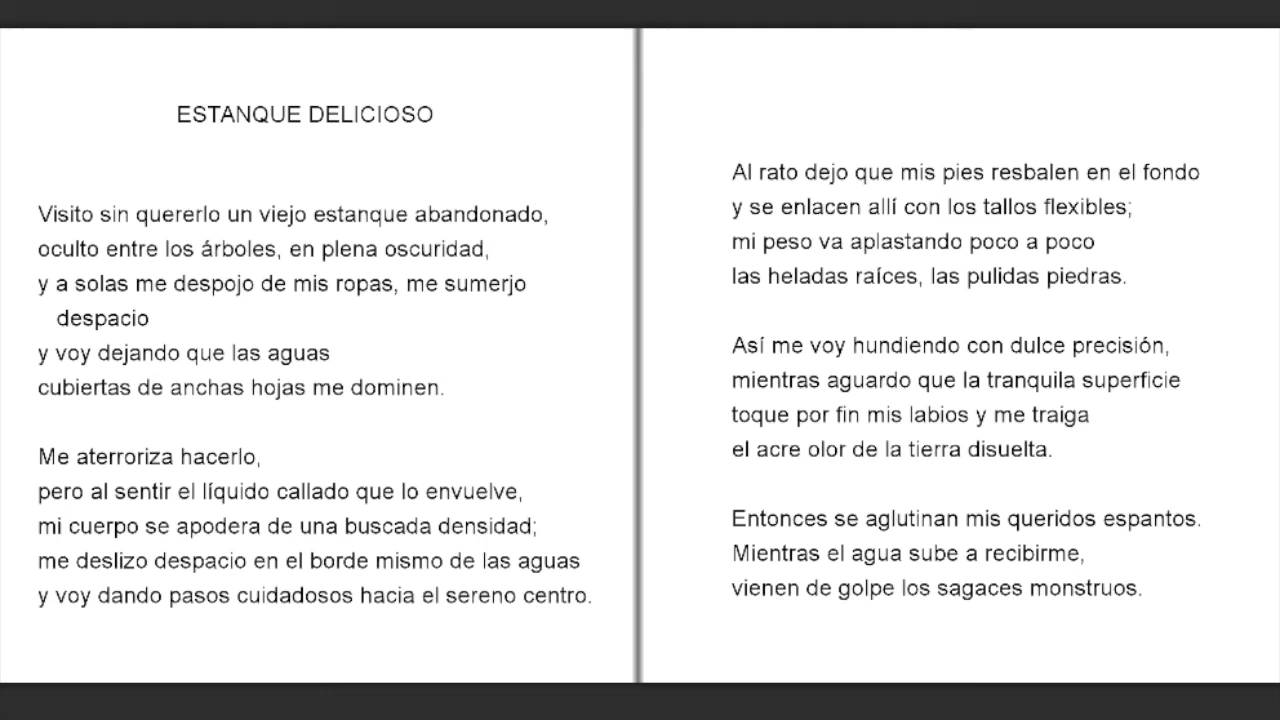 ESTANQUE DELICIOSO
Visito sin quererlo un viejo estanque abandonado,
oculto entre los árboles, en plena oscuridad,
y a solas me despojo de mis ropas, me sumerjo
despacio
y voy dejando que las aguas
cubiertas de anchas hojas me dominen.
Me aterroriza hacerlo,
pero al sentir el líquido callado que lo envuelve,
mi cuerpo se apodera de una buscada densidad;
me deslizo despacio en el borde mismo de las aguas
y voy dando pasos cuidadosos hacia el sereno centro.
Al rato dejo que mis pies resbalen en el fondo
y se enlacen allí con los tallos flexibles;
mi peso va aplastando poco a poco
las heladas raíces, las pulidas piedras.
Así me voy hundiendo con dulce precisión,
mientras aguardo que la tranquila superficie
toque por fin mis labios y me traiga
el acre olor de la tierra disuelta.
Entonces se aglutinan mis queridos espantos.
Mientras el agua sube a recibirme,
vienen de golpe los sagaces monstruos.